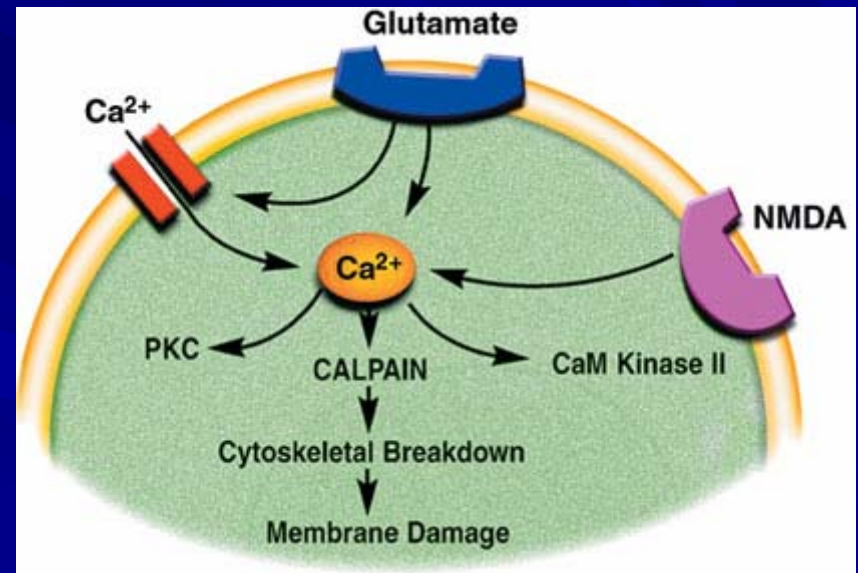 Glutamate
Ca²⁺
NMDA
Ca²⁺
PKC
CALPAIN
CaM Kinase II
Cytoskeletal Breakdown
Membrane Damage